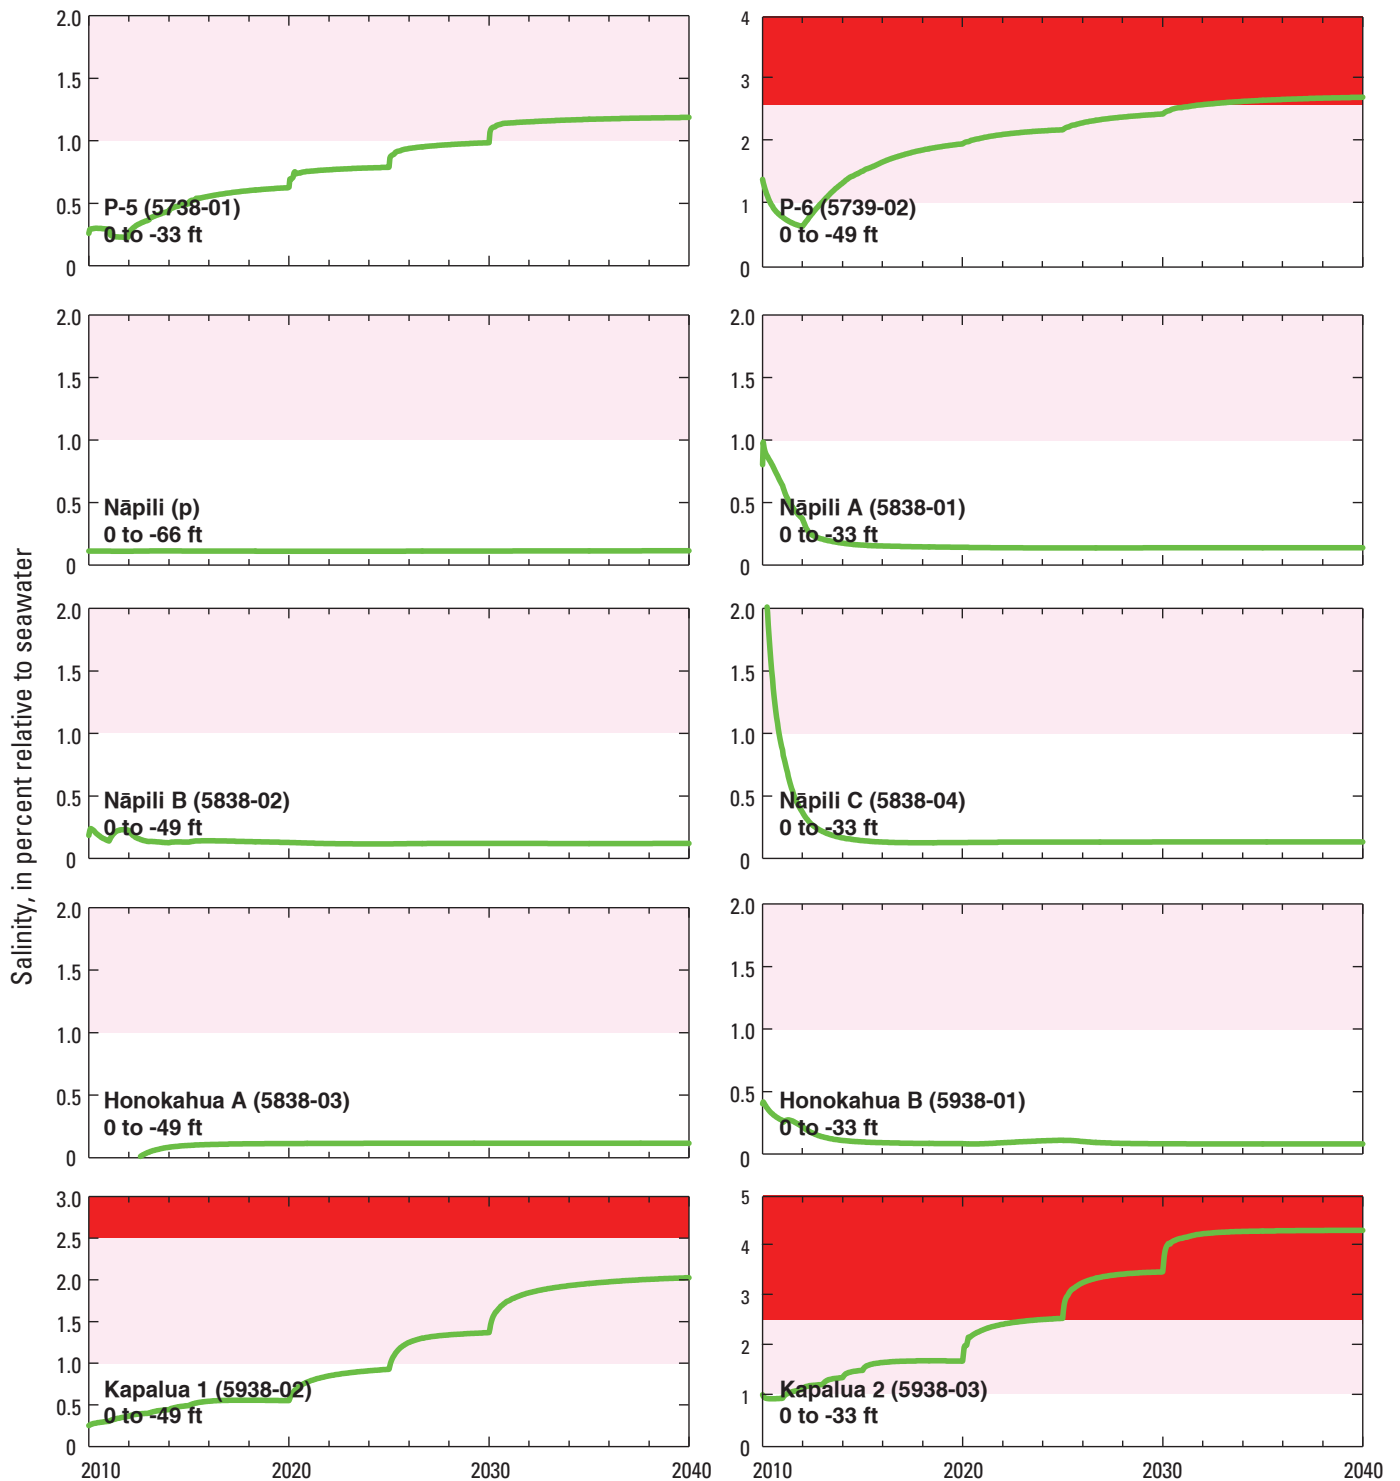 Salinity, in percent relative to seawater
2.0
1.5
1.0
0.5
0
P-5 (5738-01)
0 to -33 ft
4
3
2
1
0
P-6 (5739-02)
0 to -49 ft
2.0
1.5
1.0
0.5
0
Nāpili (p)
0 to -66 ft
2.0
1.5
1.0
0.5
0
Nāpili A (5838-01)
0 to -33 ft
2.0
1.5
1.0
0.5
0
Nāpili B (5838-02)
0 to -49 ft
2.0
1.5
1.0
0.5
0
Nāpili C (5838-04)
0 to -33 ft
2.0
1.5
1.0
0.5
0
Honokahua A (5838-03)
0 to -49 ft
2.0
1.5
1.0
0.5
0
Honokahua B (5938-01)
0 to -33 ft
3.0
2.5
2.0
1.5
1.0
0.5
0
Kapalua 1 (5938-02)
0 to -49 ft
2010 2020 2030 2040
5
4
3
2
1
0
Kapalua 2 (5938-03)
0 to -33 ft
2010 2020 2030 2040